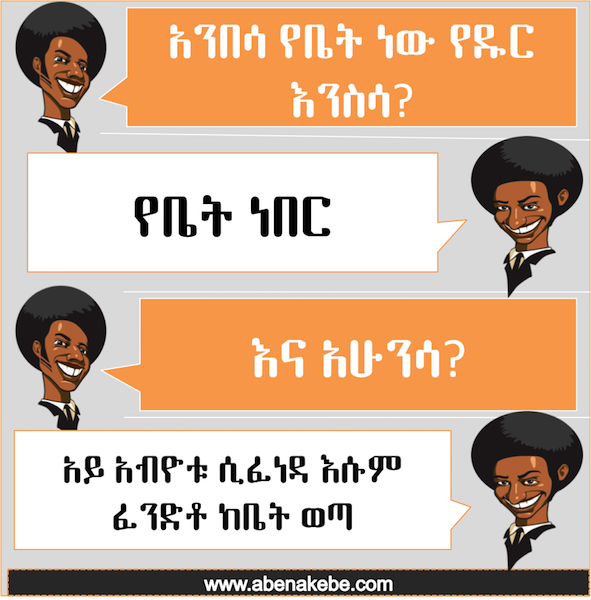 አንበሳ የቤት ነው የዱር
እንስሳ?
የቤት ነበር
እና አሁንሳ?
አይ አብዮቱ ሲፈነዳ እሱም
ፈንድቶ ከቤት ወጣ
www.abenakebe.com